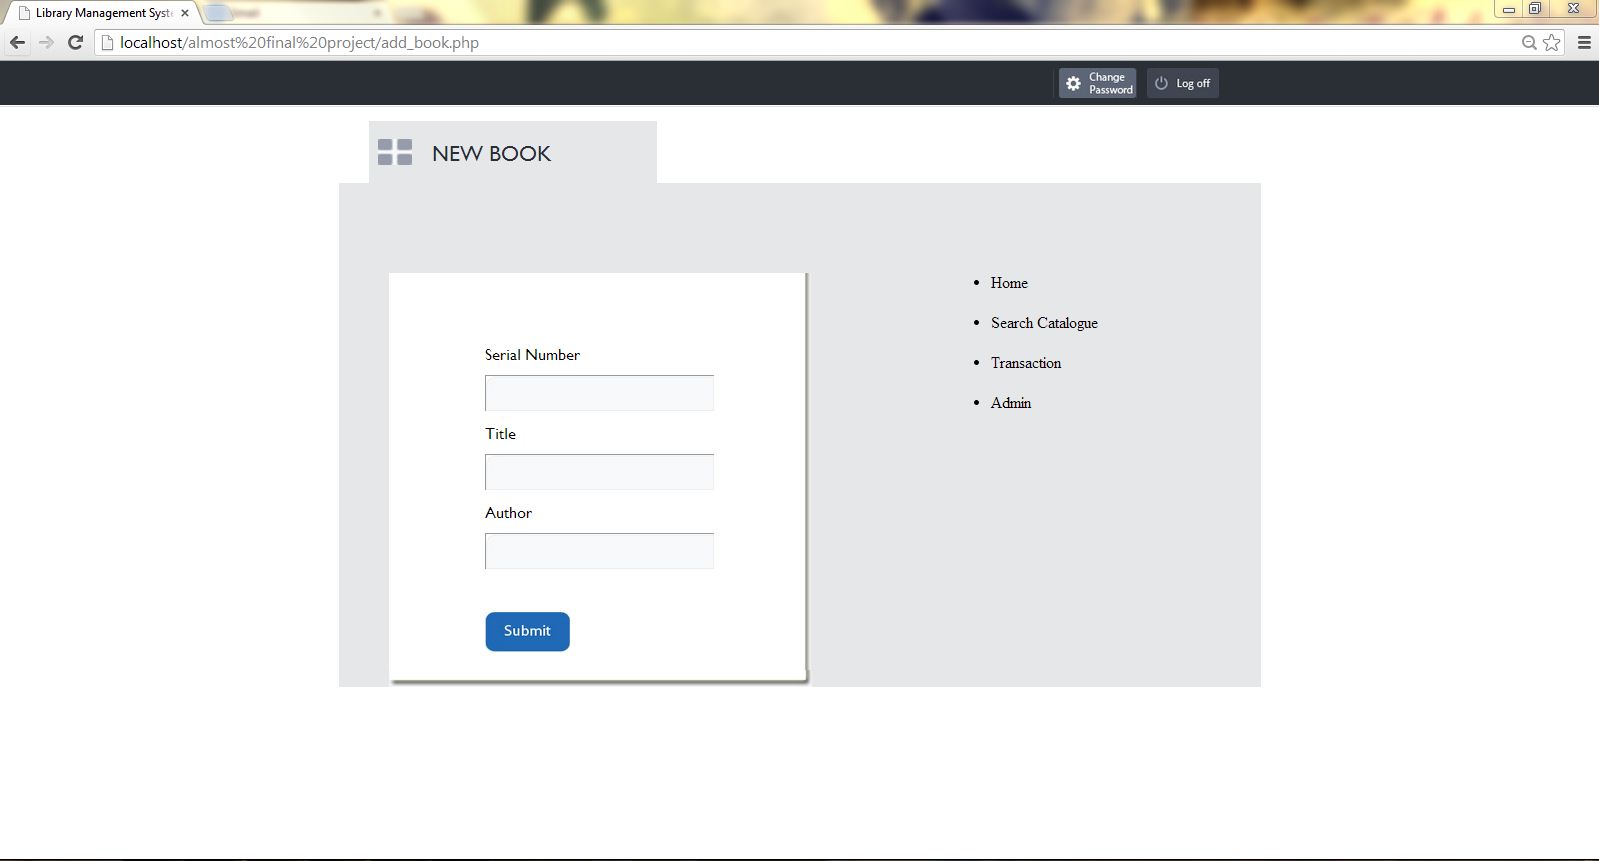 Library Management Syst
localhost/almost%20final%20project/add_book.php
Change
Password
Log off
NEW BOOK
Serial Number
Title
Author
Submit
Home
Search Catalogue
Transaction
Admin